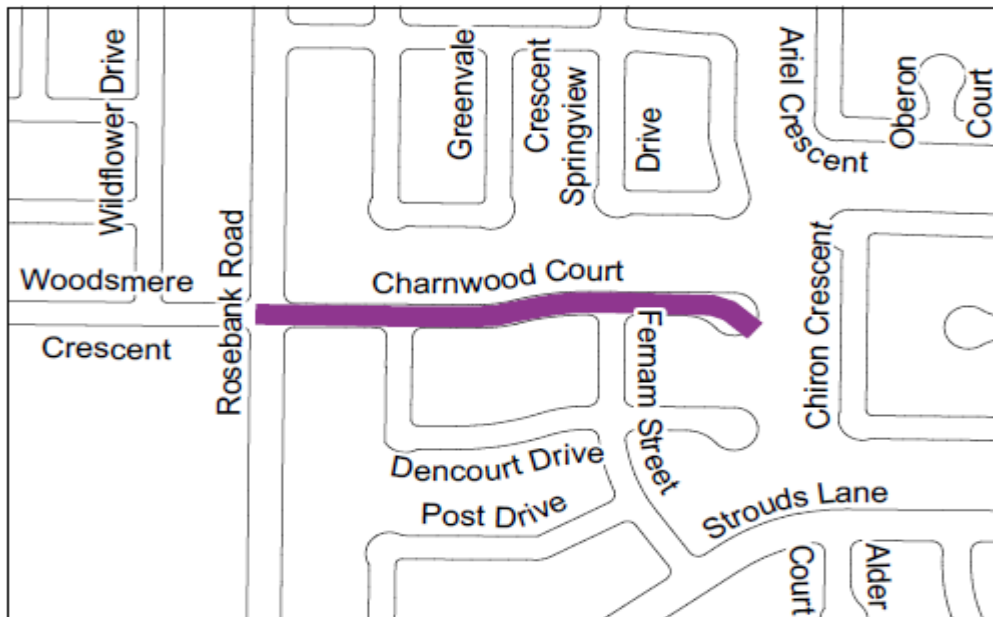 Wildflower Drive
Greenvale
Crescent
Springview
Drive
Ariel Crescent
Oberon
Court
Woodsmere
Crescent
Rosebank Road
Charnwood Court
Fernam Street
Chiron Crescent
Dencourt Drive
Post Drive
Strouds Lane
Court
Alder